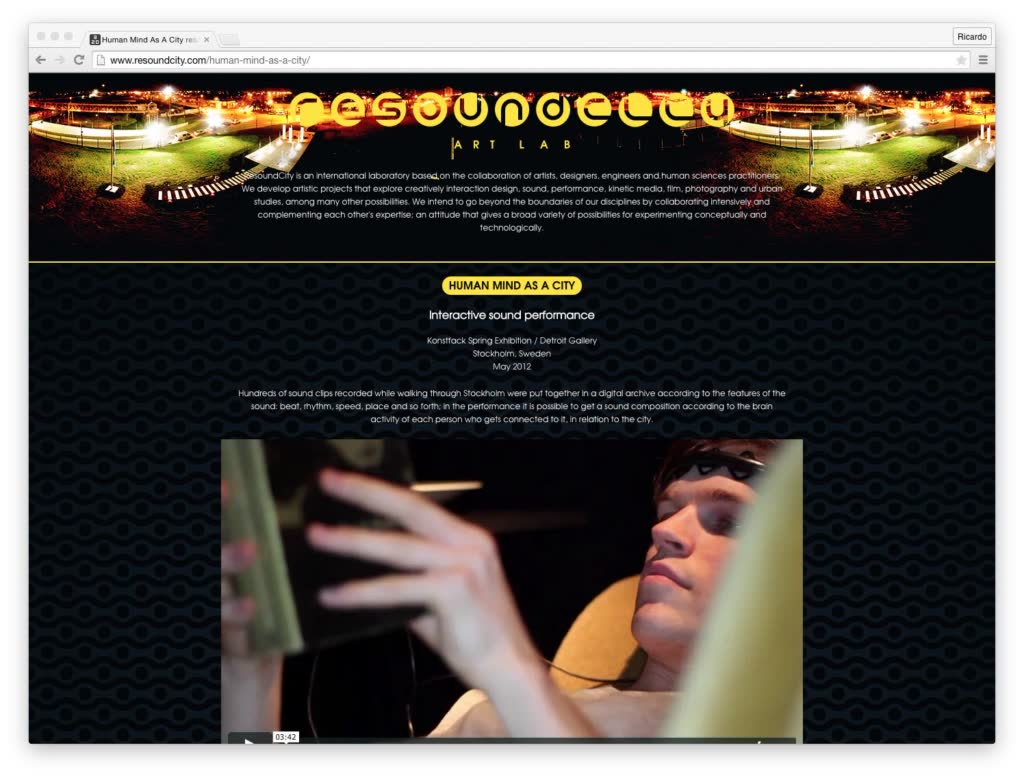 Human Mind As A City res
Ricardo
www.resoundcity.com/human-mind-as-a-city/
resoundcity
ART LAB
ResoundCity is an international laboratory based on the collaboration of artists, designers, engineers and human sciences practitioners.
We develop artistic projects that explore creatively interaction design, sound, performance, kinetic media, film, photography and urban
studies, among many other possibilities. We intend to go beyond the boundaries of our disciplines by collaborating intensively and
complementing each other's expertise; an attitude that gives a broad variety of possibilities for experimenting conceptually and
technologically.
HUMAN MIND AS A CITY
Interactive sound performance
Konstfack Spring Exhibition / Detroit Gallery
Stockholm, Sweden
May 2012
Hundreds of sound clips recorded while walking through Stockholm were put together in a digital archive according to the features of the
sound: beat, rhythm, speed, place and so forth; in the performance it is possible to get a sound composition according to the brain
activity of each person who gets connected to it, in relation to the city.
03:42